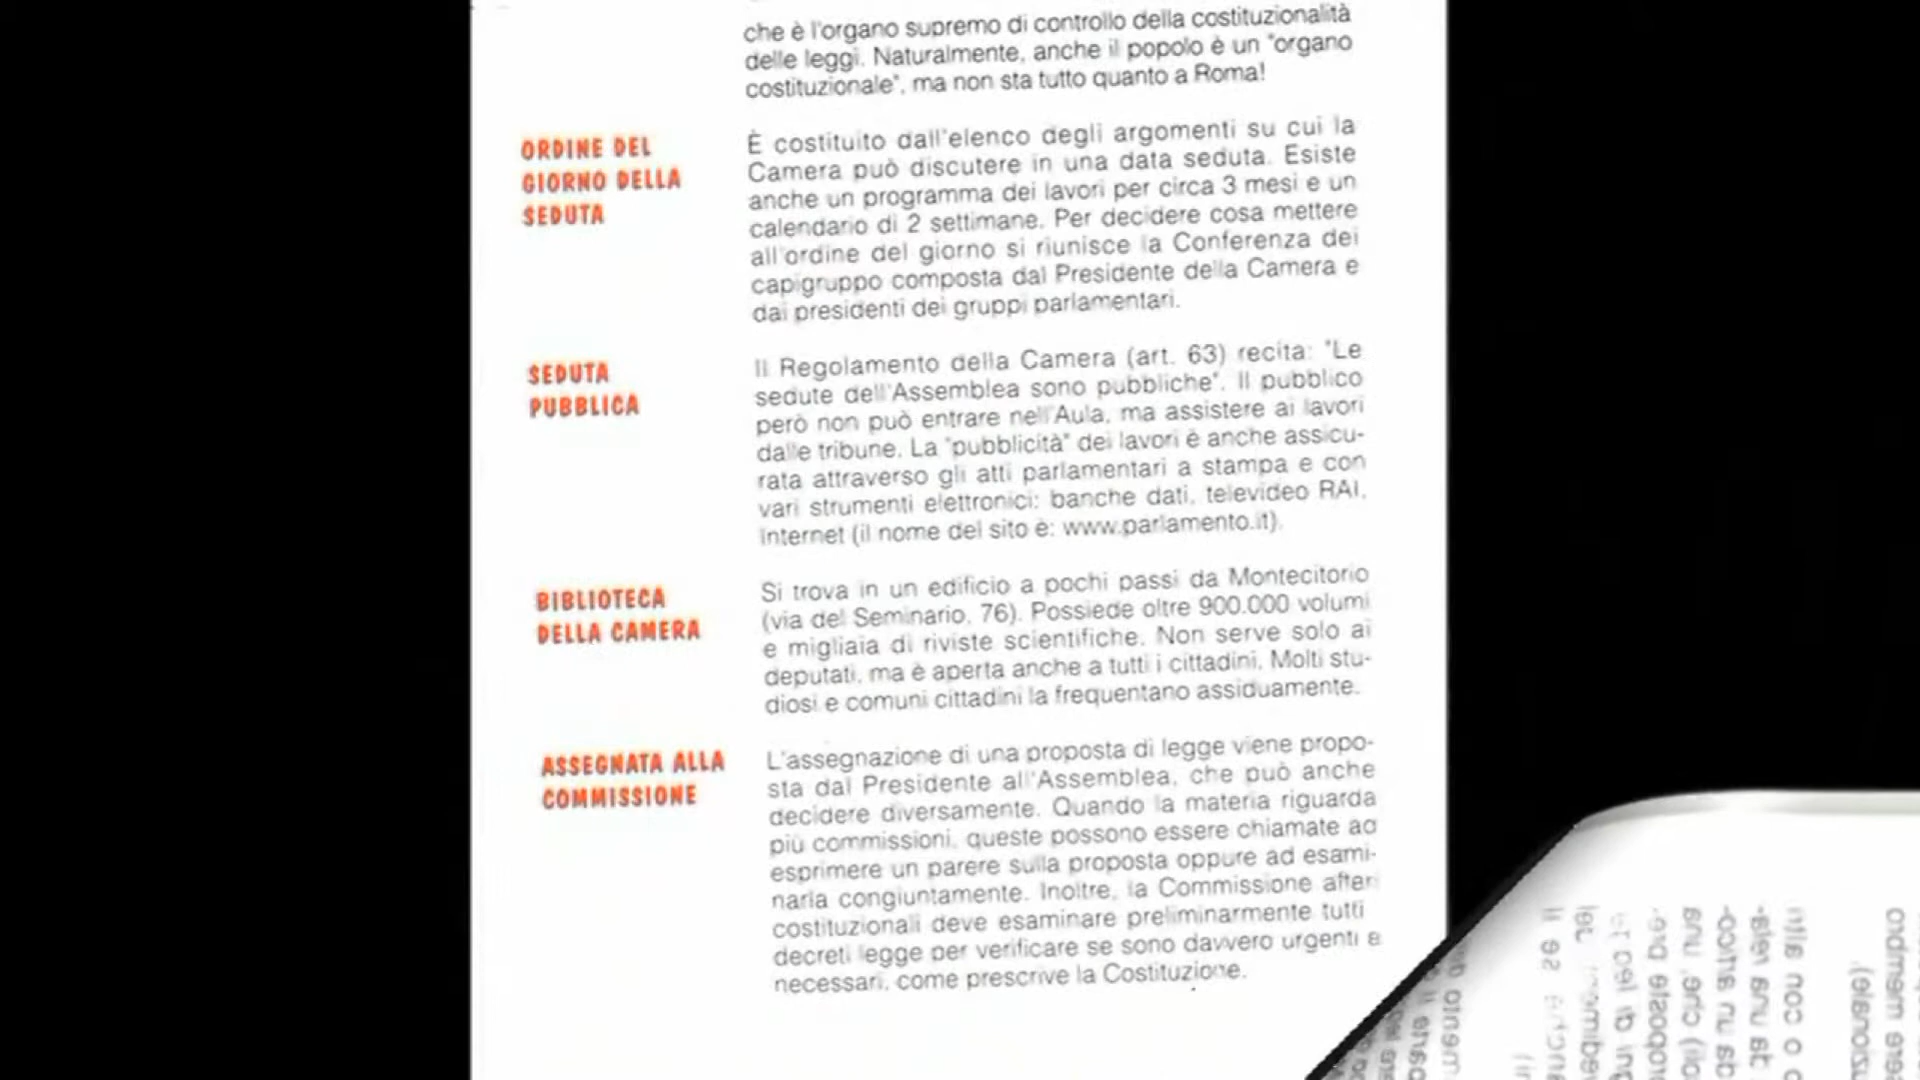 che è l'organo supremo di controllo della costituzionalità
delle leggi. Naturalmente, anche il popolo è un "organo
costituzionale", ma non sta tutto quanto a Roma!
ORDINE DEL
GIORNO DELLA
SEDUTA
È costituito dall'elenco degli argomenti su cui la
Camera può discutere in una data seduta. Esiste
anche un programma dei lavori per circa 3 mesi e un
calendario di 2 settimane. Per decidere cosa mettere
all'ordine del giorno si riunisce la Conferenza dei
capigruppo composta dal Presidente della Camera e
dai presidenti dei gruppi parlamentari.
SEDUTA
PUBBLICA
Il Regolamento della Camera (art. 63) recita: "Le
sedute dell'Assemblea sono pubbliche". Il pubblico
però non può entrare nell'Aula, ma assistere ai lavori
dalle tribune. La "pubblicità" dei lavori è anche assicu-
rata attraverso gli atti parlamentari a stampa e con
vari strumenti elettronici: banche dati, televideo RAI,
Internet (il nome del sito è: www.parlamento.it).
BIBLIOTECA
DELLA CAMERA
Si trova in un edificio a pochi passi da Montecitorio
(via del Seminario, 76). Possiede oltre 900.000 volumi
e migliaia di riviste scientifiche. Non serve solo ai
deputati, ma è aperta anche a tutti i cittadini. Molti stu-
diosi e comuni cittadini la frequentano assiduamente.
ASSEGNATA ALLA
COMMISSIONE
L'assegnazione di una proposta di legge viene propo-
sta dal Presidente all'Assemblea, che può anche
decidere diversamente. Quando la materia riguarda
più commissioni, queste possono essere chiamate ad
esprimere un parere sulla proposta oppure ad esami-
narla congiuntamente. Inoltre, la Commissione affari
costituzionali deve esaminare preliminarmente tutti
decreti legge per verificare se sono davvero urgenti e
necessari, come prescrive la Costituzione.